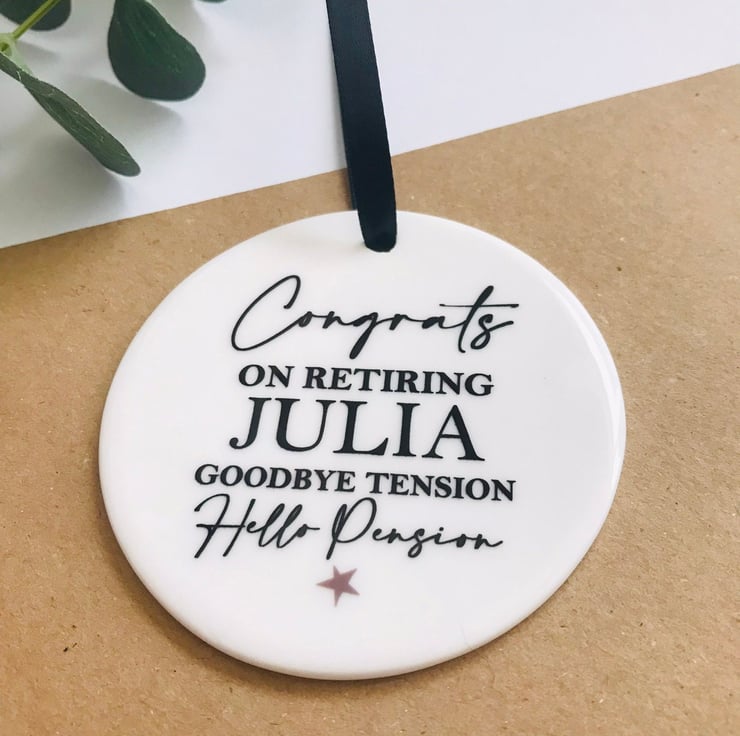 Congrats
ON RETIRING
JULIA
GOODBYE TENSION
Hello Pension